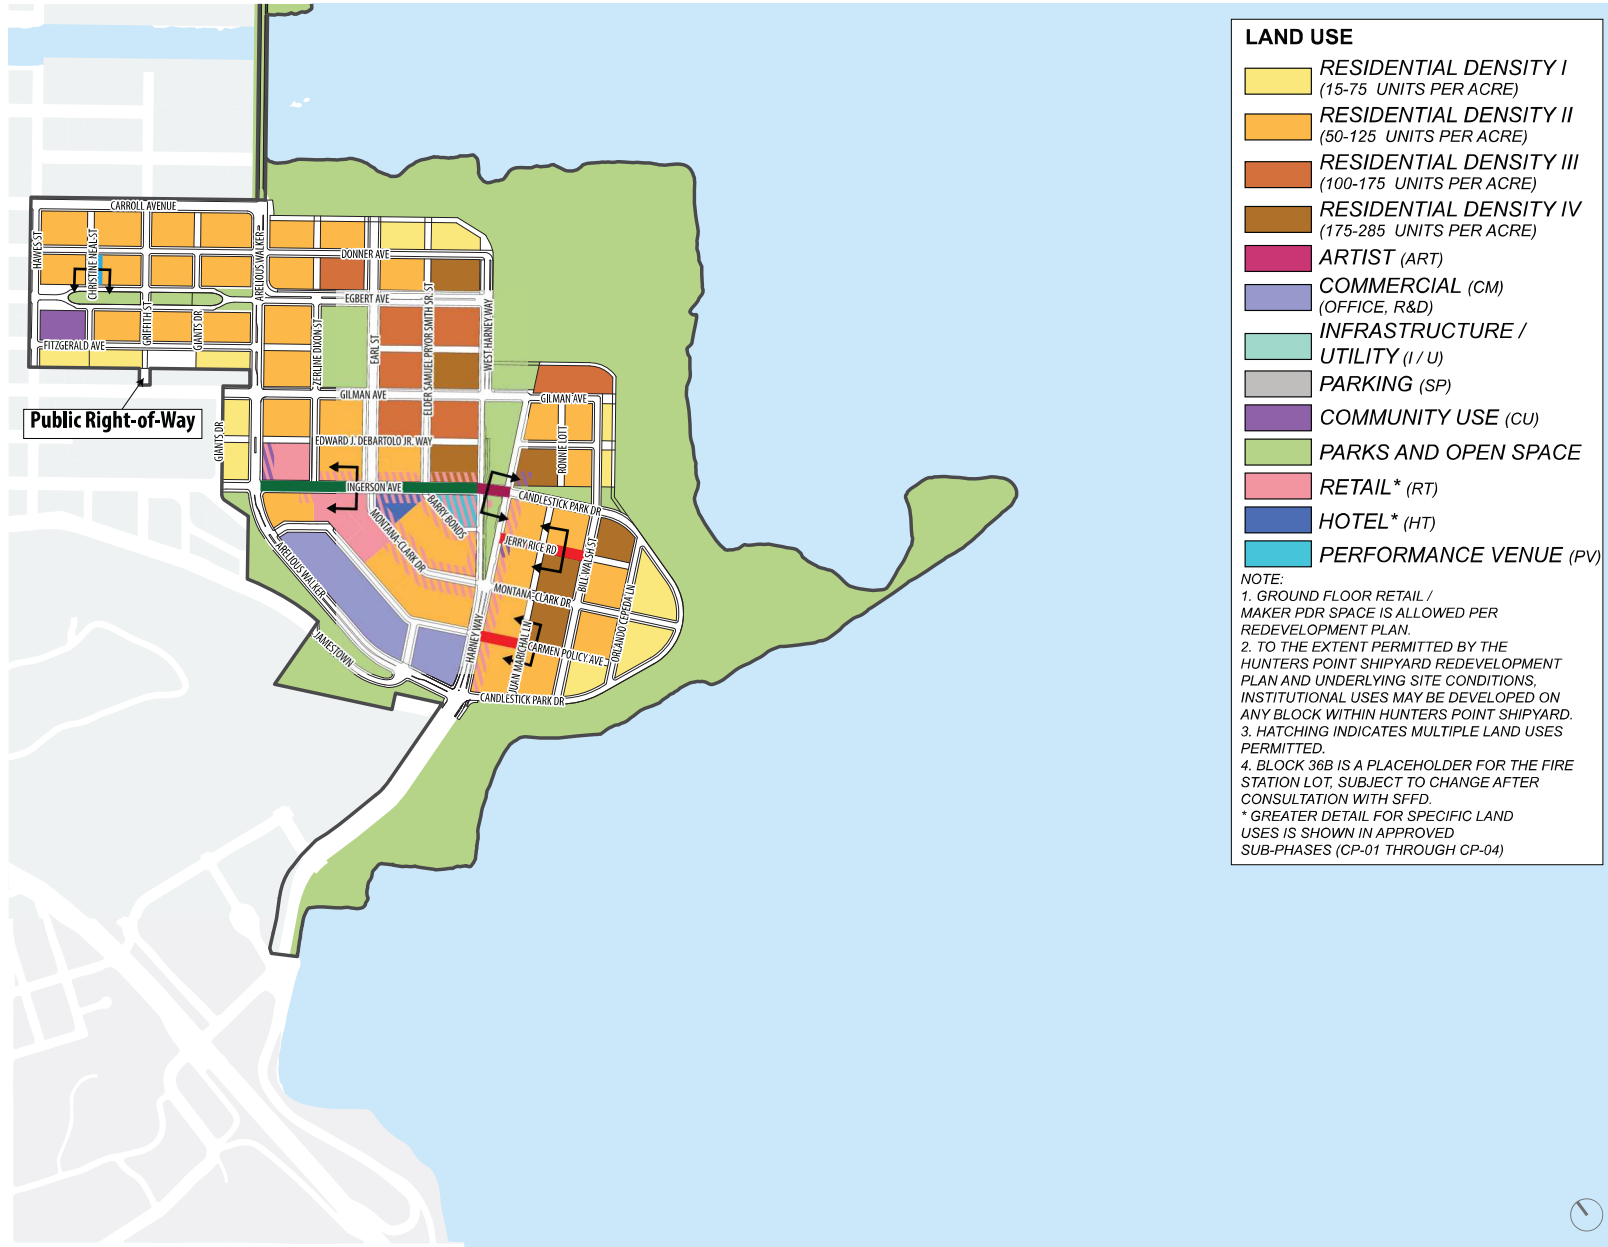 CARROLL AVENUE
HAWES ST
CHRISTINE NEAL ST
ARELIOUS WALKER
DONNER AVE
EGBERT AVE
GRIFFITH ST
GIANTS DR
FITZGERALD AVE
ZERLINE DIXON ST
EARL ST
ELDER SAMUEL PRYOR SMITH SR. ST
WEST HARNEY WAY
Public Right-of-Way
GILMAN AVE
GILMAN AVE
GIANTS DR
EDWARD J. DEBARTOLO JR. WAY
RONNIE LOTT
INGERSON AVE
CANDLESTICK PARK DR
BARRY BONDS
MONTANA-CLARK DR
JERRY RICE RD
BILL WALSH ST
ARELIOUS WALKER
MONTANA-CLARK DR
ORLANDO CEPEDA LN
HARNEY WAY
JUAN MARICHAL LN
CARMEN POLICY AVE
JAMESTOWN
CANDLESTICK PARK DR
LAND USE
RESIDENTIAL DENSITY I
(15-75 UNITS PER ACRE)
RESIDENTIAL DENSITY II
(50-125 UNITS PER ACRE)
RESIDENTIAL DENSITY III
(100-175 UNITS PER ACRE)
RESIDENTIAL DENSITY IV
(175-285 UNITS PER ACRE)
ARTIST (ART)
COMMERCIAL (CM)
(OFFICE, R&D)
INFRASTRUCTURE /
UTILITY (I / U)
PARKING (SP)
COMMUNITY USE (CU)
PARKS AND OPEN SPACE
RETAIL* (RT)
HOTEL* (HT)
PERFORMANCE VENUE (PV)
NOTE:
1. GROUND FLOOR RETAIL /
MAKER PDR SPACE IS ALLOWED PER
REDEVELOPMENT PLAN.
2. TO THE EXTENT PERMITTED BY THE
HUNTERS POINT SHIPYARD REDEVELOPMENT
PLAN AND UNDERLYING SITE CONDITIONS,
INSTITUTIONAL USES MAY BE DEVELOPED ON
ANY BLOCK WITHIN HUNTERS POINT SHIPYARD.
3. HATCHING INDICATES MULTIPLE LAND USES
PERMITTED.
4. BLOCK 36B IS A PLACEHOLDER FOR THE FIRE
STATION LOT, SUBJECT TO CHANGE AFTER
CONSULTATION WITH SFFD.
* GREATER DETAIL FOR SPECIFIC LAND
USES IS SHOWN IN APPROVED
SUB-PHASES (CP-01 THROUGH CP-04)